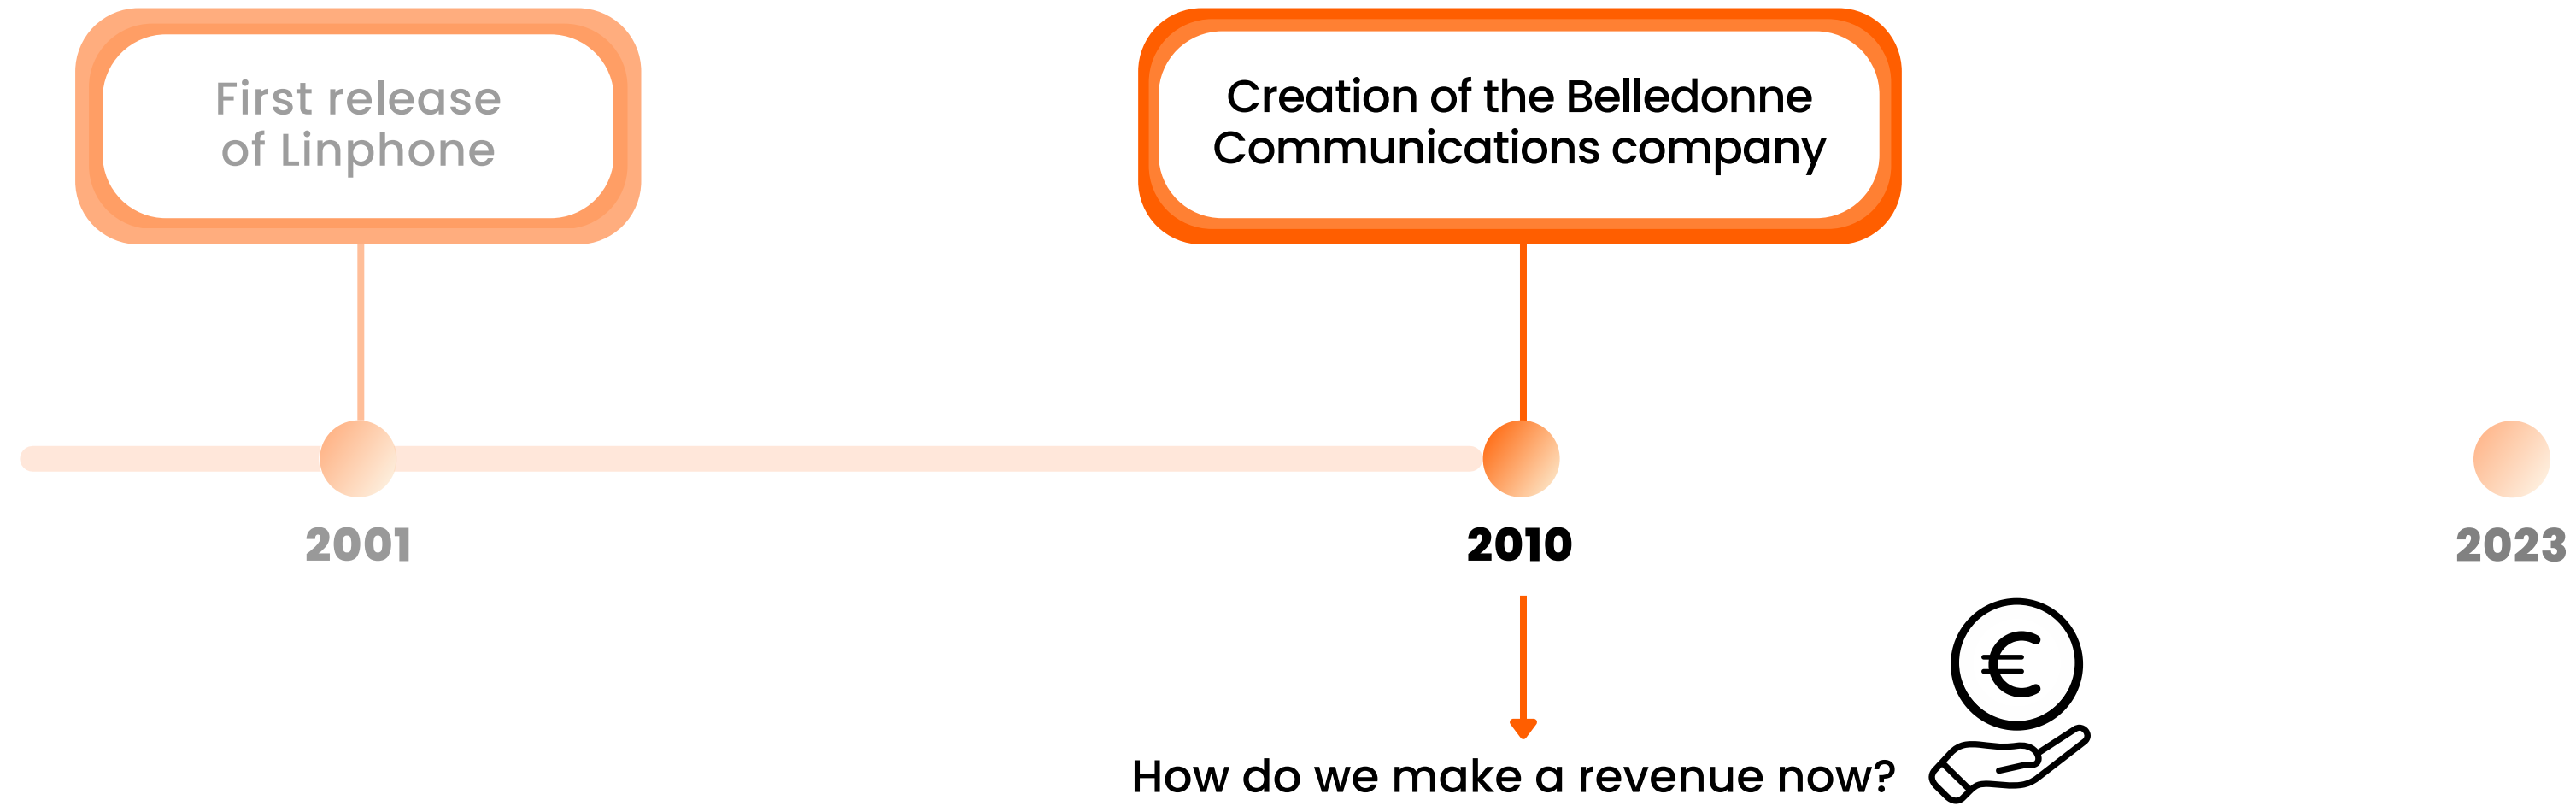 First release
of Linphone
Creation of the Belledonne
Communications company
2001
2010
2023
€
How do we make a revenue now?